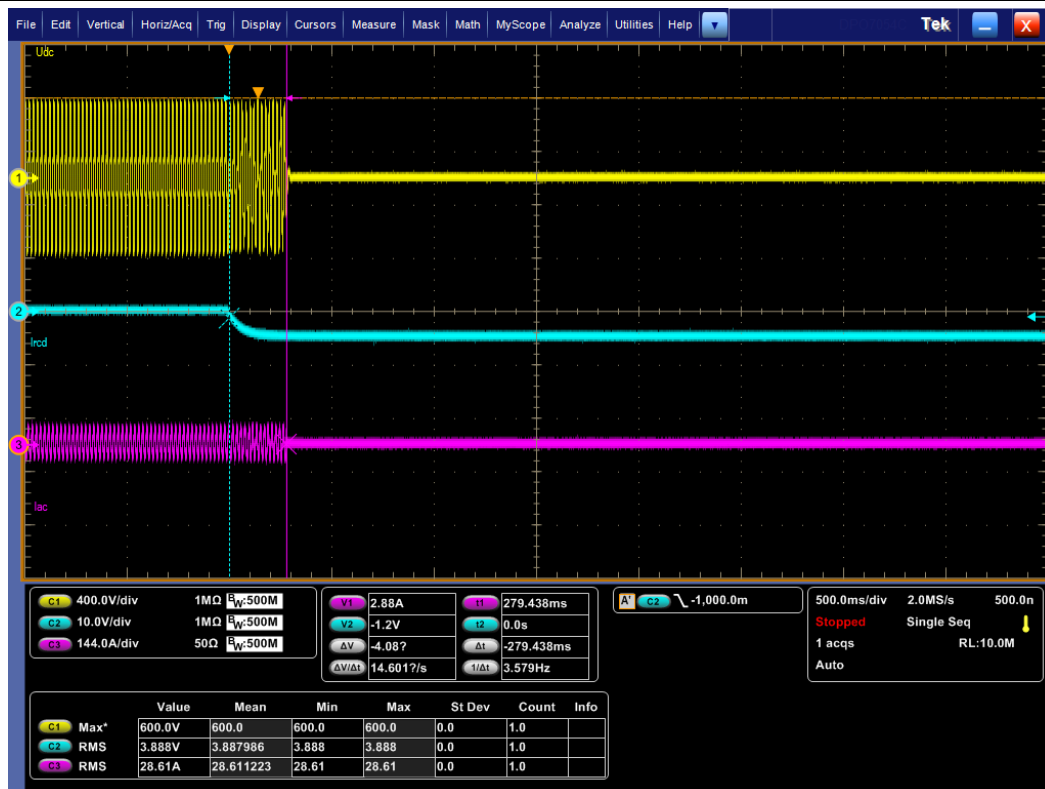 File Edit Vertical Horiz/Acq Trig Display Cursors Measure Mask Math MyScope Analyze Utilities Help Tek X
Udc
1
2
Ircd
3
Iac
C1 400.0V/div 1MΩ BW:500M
C2 10.0V/div 1MΩ BW:500M
C3 144.0A/div 50Ω BW:500M
V1 2.88A t1 279.438ms
V2 -1.2V t2 0.0s
ΔV -4.08? Δt -279.438ms
ΔV/Δt 14.601?/s 1/Δt 3.579Hz
A' C2 -1,000.0m
500.0ms/div 2.0MS/s 500.0n
Stopped Single Seq
1 acqs RL:10.0M
Auto
Value Mean Min Max St Dev Count Info
C1 Max* 600.0V 600.0 600.0 600.0 0.0 1.0
C2 RMS 3.888V 3.887986 3.888 3.888 0.0 1.0
C3 RMS 28.61A 28.611223 28.61 28.61 0.0 1.0